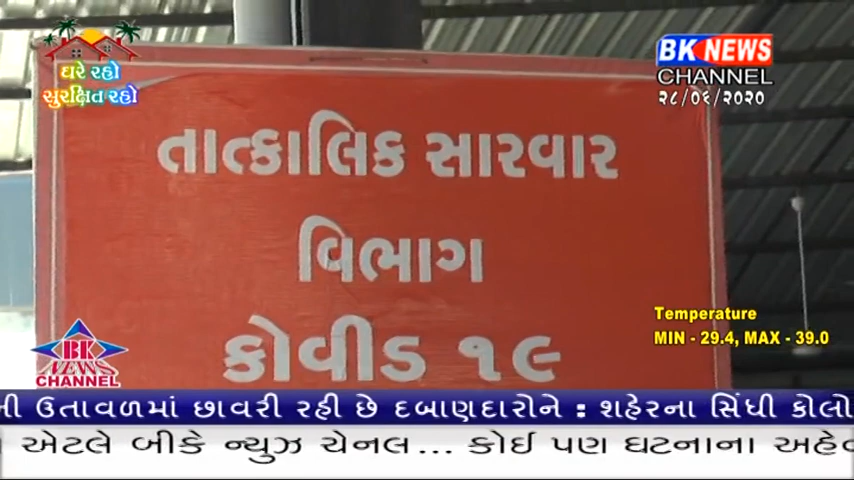 ઘરે રહો
સુરક્ષિત રહો
BK NEWS
CHANNEL
૨૮/૦૬/૨૦૨૦
તાત્કાલિક સારવાર
વિભાગ
કોવીડ ૧૯
Temperature
MIN - 29.4, MAX - 39.0
BK
NEWS
CHANNEL
ઉતાવળમાં છાવરી રહી છે દબાણદારોને : શહેરના સિંધી
એટલે બીકે ન્યુઝ ચેનલ... કોઈ પણ ઘટનાના